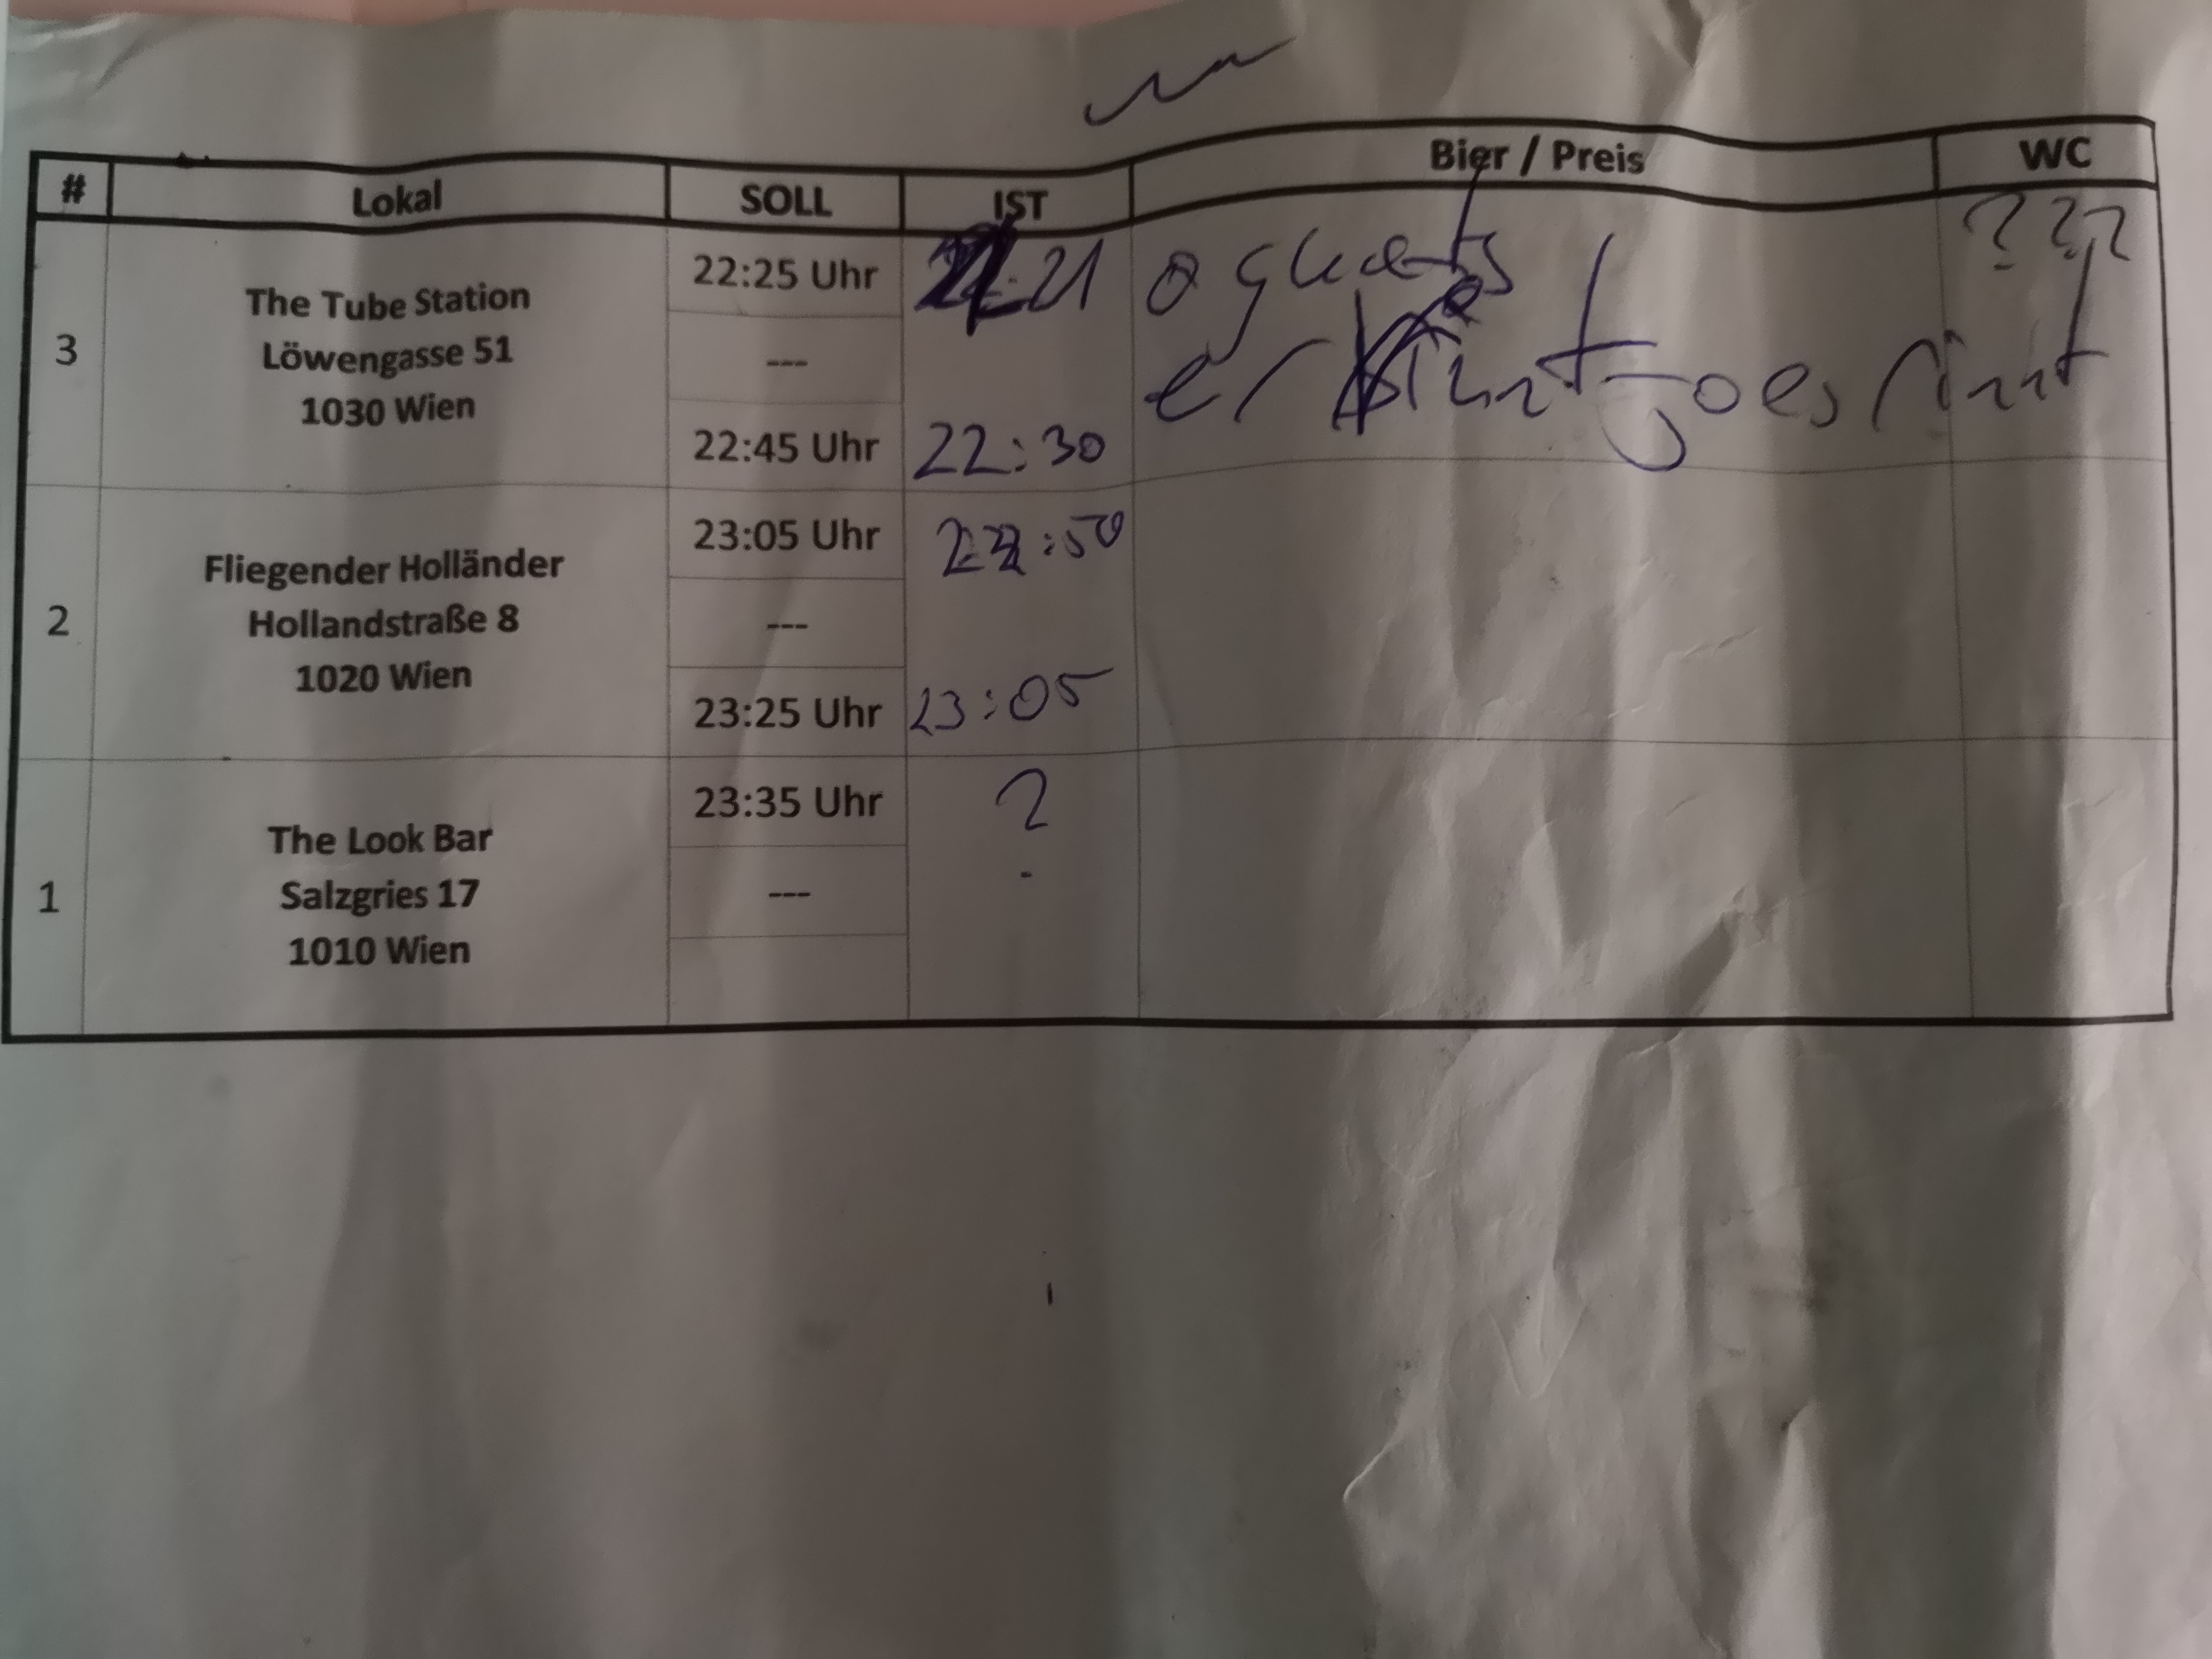 # Lokal SOLL IST Bier / Preis WC
3
The Tube Station
Löwengasse 51
1030 Wien
22:25 Uhr
---
22:45 Uhr
22:30
???
2
Fliegender Holländer
Hollandstraße 8
1020 Wien
23:05 Uhr
---
23:25 Uhr
22:50
23:05
1
The Look Bar
Salzgries 17
1010 Wien
23:35 Uhr
---
?